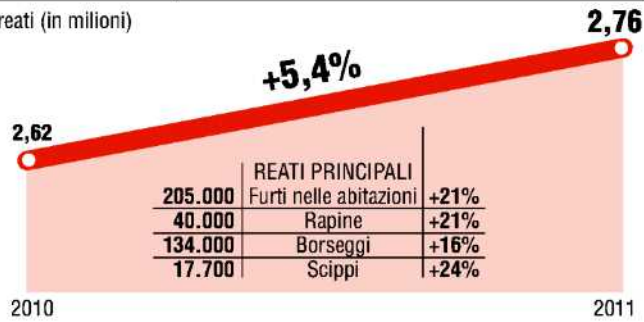 reati (in milioni)
2,76
+5,4%
2,62
REATI PRINCIPALI
205.000 Furti nelle abitazioni +21%
40.000 Rapine +21%
134.000 Borseggi +16%
17.700 Scippi +24%
2010 2011